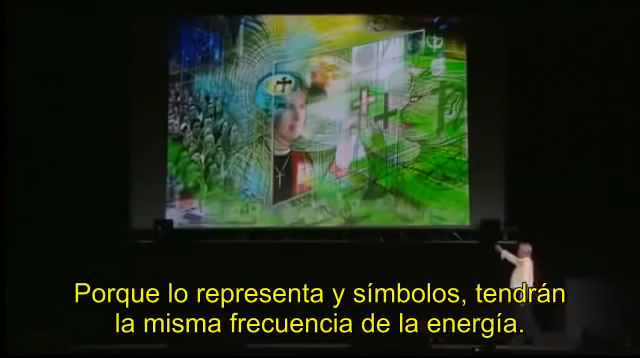 Porque lo representa y símbolos, tendrán
la misma frecuencia de la energía.